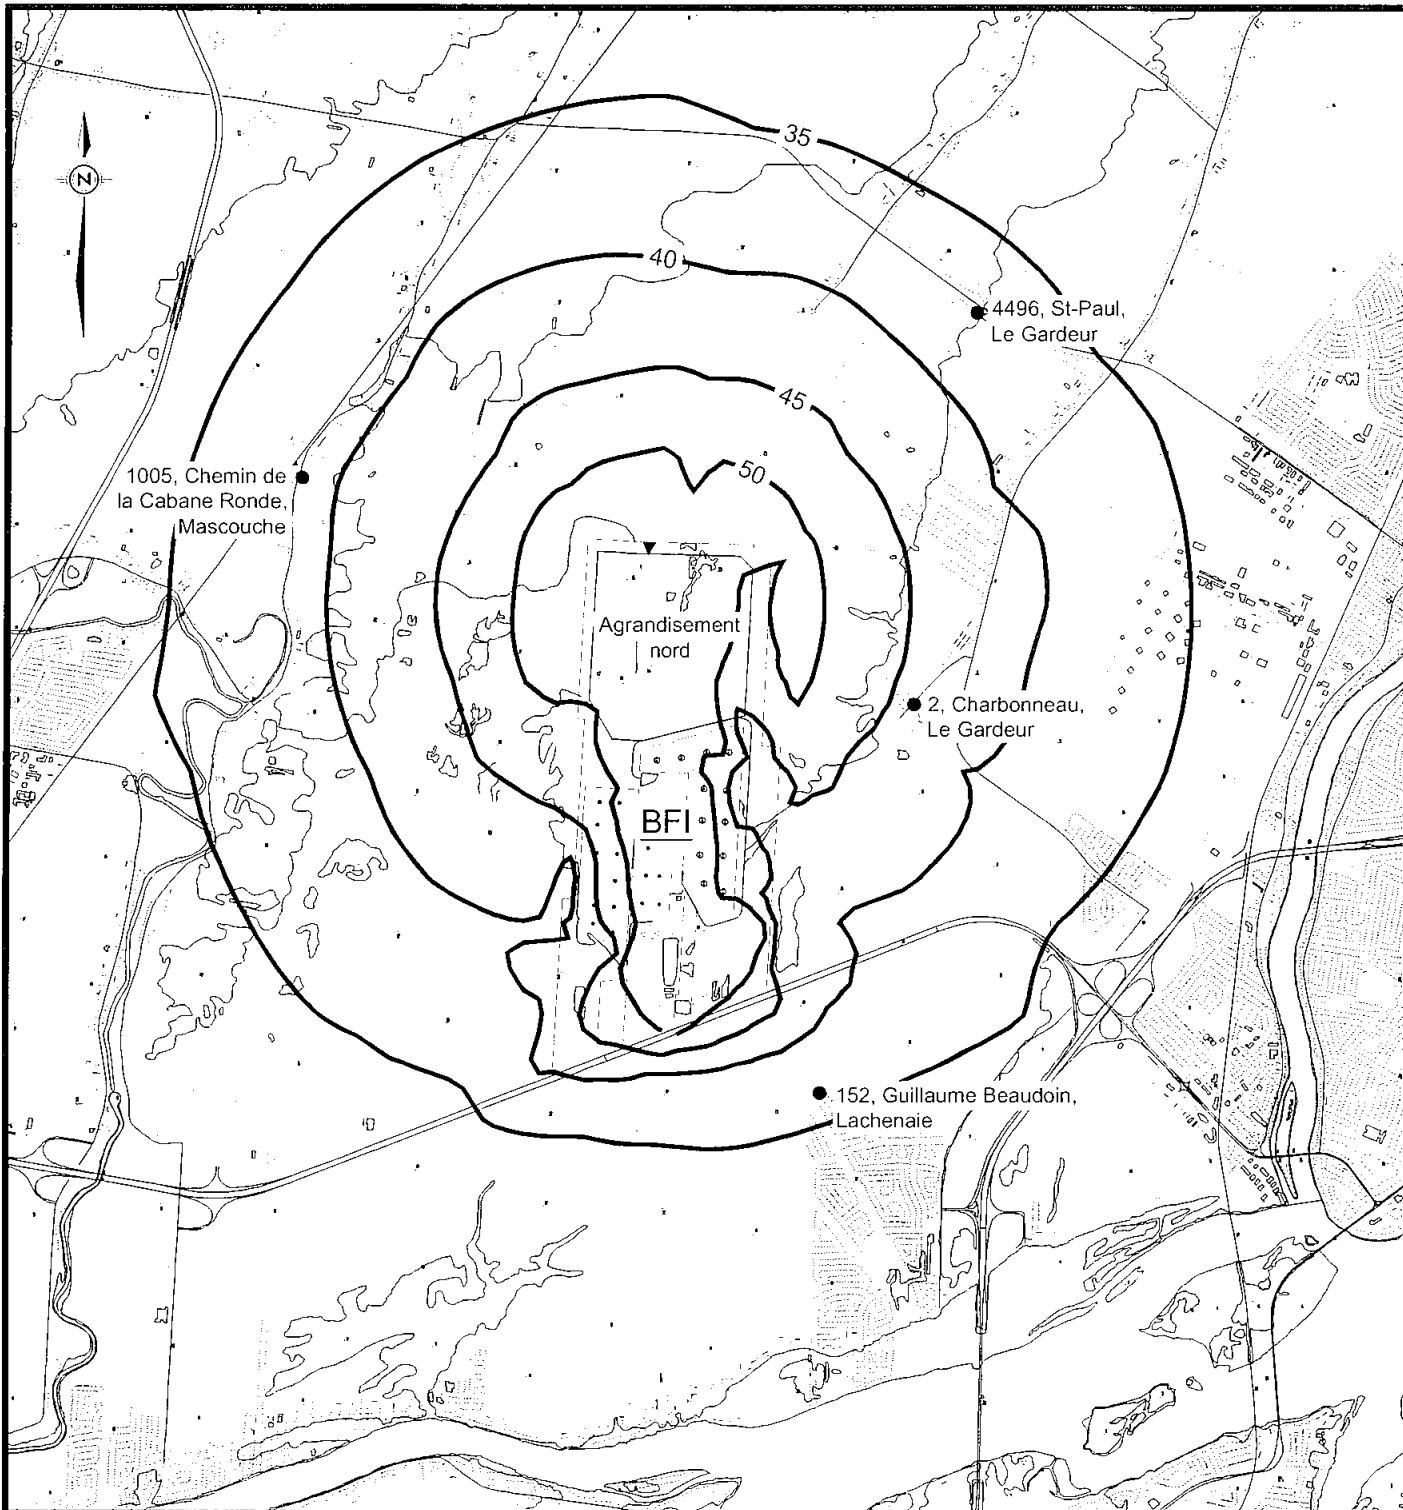 35
N
40
4496, St-Paul,
Le Gardeur
45
50
1005, Chemin de
la Cabane Ronde,
Mascouche
Agrandisement
nord
2, Charbonneau,
Le Gardeur
BFI
152, Guillaume Beaudoin,
Lachenaie